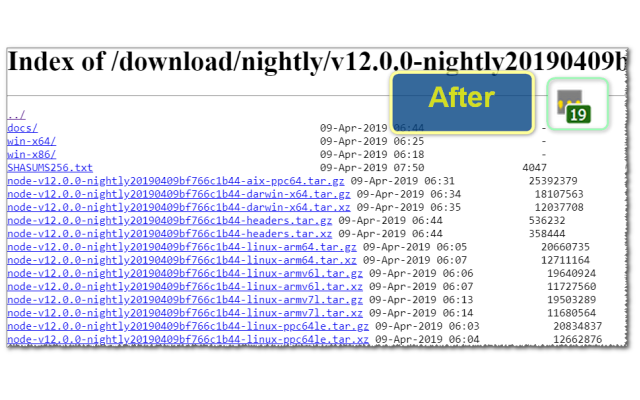 Index of /download/nightly/v12.0.0-nightly20190409b
After
19
../
docs/ 09-Apr-2019 06:44 -
win-x64/ 09-Apr-2019 06:25 -
win-x86/ 09-Apr-2019 06:18 -
SHASUMS256.txt 09-Apr-2019 07:50 4047
node-v12.0.0-nightly20190409bf766c1b44-aix-ppc64.tar.gz 09-Apr-2019 06:31 25392379
node-v12.0.0-nightly20190409bf766c1b44-darwin-x64.tar.gz 09-Apr-2019 06:34 18107563
node-v12.0.0-nightly20190409bf766c1b44-darwin-x64.tar.xz 09-Apr-2019 06:35 12037708
node-v12.0.0-nightly20190409bf766c1b44-headers.tar.gz 09-Apr-2019 06:44 536232
node-v12.0.0-nightly20190409bf766c1b44-headers.tar.xz 09-Apr-2019 06:44 358444
node-v12.0.0-nightly20190409bf766c1b44-linux-arm64.tar.gz 09-Apr-2019 06:05 20660735
node-v12.0.0-nightly20190409bf766c1b44-linux-arm64.tar.xz 09-Apr-2019 06:07 12711164
node-v12.0.0-nightly20190409bf766c1b44-linux-armv6l.tar.gz 09-Apr-2019 06:06 19640924
node-v12.0.0-nightly20190409bf766c1b44-linux-armv6l.tar.xz 09-Apr-2019 06:07 11727560
node-v12.0.0-nightly20190409bf766c1b44-linux-armv7l.tar.gz 09-Apr-2019 06:13 19503289
node-v12.0.0-nightly20190409bf766c1b44-linux-armv7l.tar.xz 09-Apr-2019 06:14 11680564
node-v12.0.0-nightly20190409bf766c1b44-linux-ppc64le.tar.gz 09-Apr-2019 06:03 20834837
node-v12.0.0-nightly20190409bf766c1b44-linux-ppc64le.tar.xz 09-Apr-2019 06:04 12662876